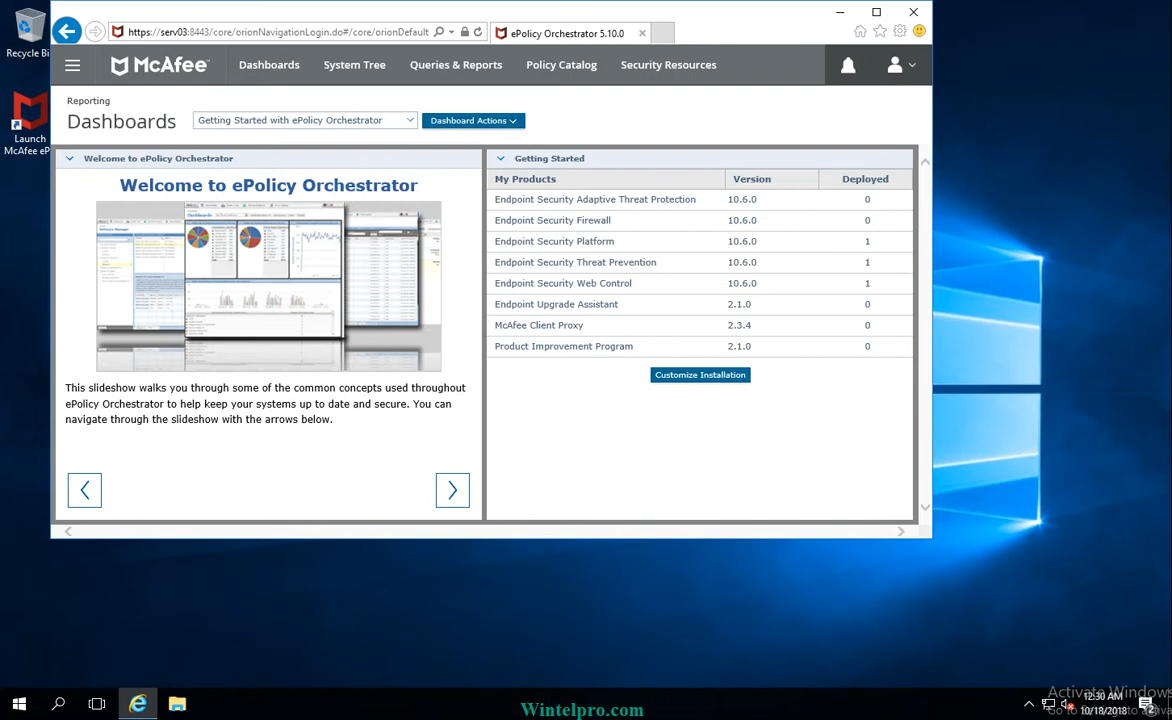 Recycle Bi
Launch
McAfee eP
https://serv03:8443/core/orionNavigationLogin.do#/core/orionDefault
ePolicy Orchestrator 5.10.0
McAfee™
Dashboards
System Tree
Queries & Reports
Policy Catalog
Security Resources
Reporting
Dashboards
Getting Started with ePolicy Orchestrator
Dashboard Actions
Welcome to ePolicy Orchestrator
Welcome to ePolicy Orchestrator
This slideshow walks you through some of the common concepts used throughout
ePolicy Orchestrator to help keep your systems up to date and secure. You can
navigate through the slideshow with the arrows below.
Getting Started
My Products Version Deployed
Endpoint Security Adaptive Threat Protection 10.6.0 0
Endpoint Security Firewall 10.6.0 0
Endpoint Security Platform 10.6.0 1
Endpoint Security Threat Prevention 10.6.0 1
Endpoint Security Web Control 10.6.0 1
Endpoint Upgrade Assistant 2.1.0 0
McAfee Client Proxy 2.3.4 0
Product Improvement Program 2.1.0 0
Customize Installation
Activate Windows
12:30 AM
10/18/2018
2
Wintelpro.com